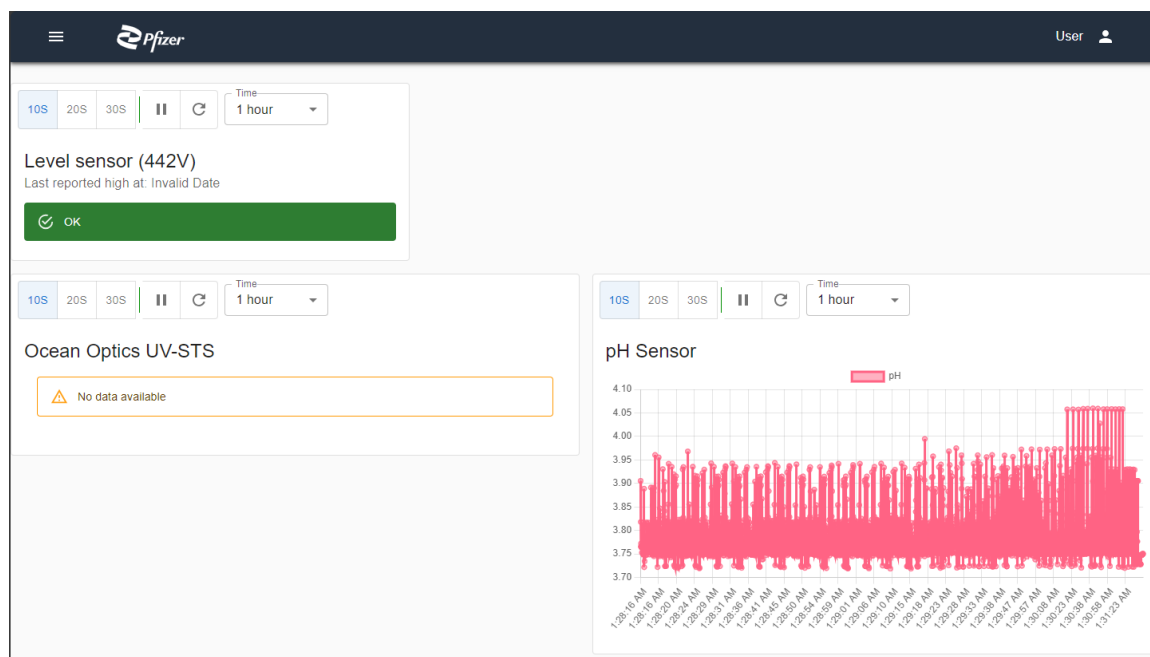 Pfizer
User
10S 20S 30S
Time
1 hour
Level sensor (442V)
Last reported high at: Invalid Date
OK
10S 20S 30S
Time
1 hour
Ocean Optics UV-STS
No data available
10S 20S 30S
Time
1 hour
pH Sensor
pH
4.10
4.05
4.00
3.95
3.90
3.85
3.80
3.75
3.70
1:28:16 AM
1:28:16 AM
1:28:20 AM
1:28:24 AM
1:28:29 AM
1:28:31 AM
1:28:36 AM
1:28:41 AM
1:28:45 AM
1:28:50 AM
1:28:54 AM
1:28:59 AM
1:29:01 AM
1:29:06 AM
1:29:10 AM
1:29:15 AM
1:29:18 AM
1:29:23 AM
1:29:28 AM
1:29:33 AM
1:29:38 AM
1:29:47 AM
1:29:57 AM
1:30:08 AM
1:30:23 AM
1:30:38 AM
1:30:58 AM
1:31:23 AM